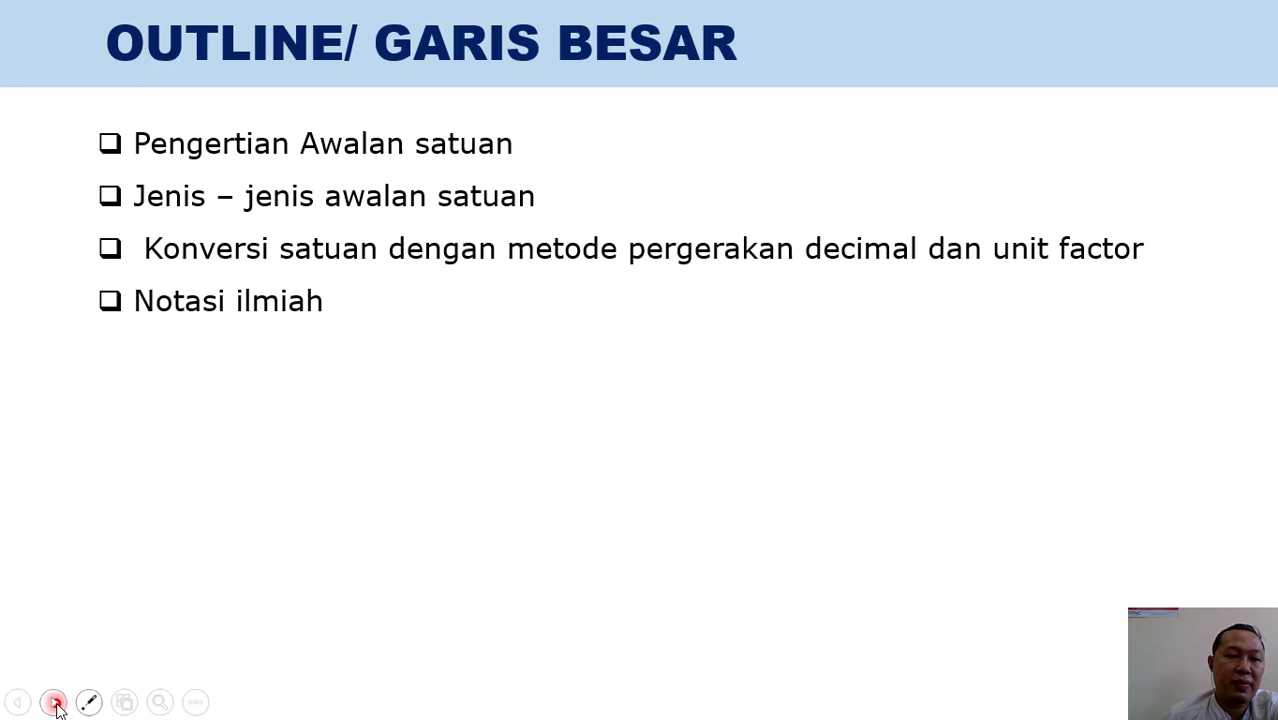 OUTLINE/ GARIS BESAR
Pengertian Awalan satuan
Jenis – jenis awalan satuan
Konversi satuan dengan metode pergerakan decimal dan unit factor
Notasi ilmiah